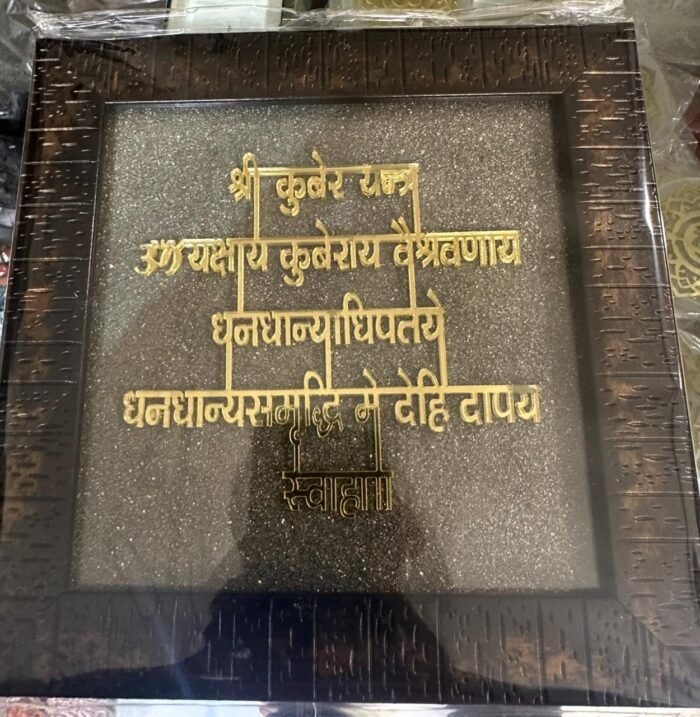 श्री कुबेर यन्त्र
ॐ यक्षाय कुबेराय वैश्रवणाय
धनधान्याधिपतये
धनधान्यसमृद्धि मे देहि दापय
स्वाहा॥